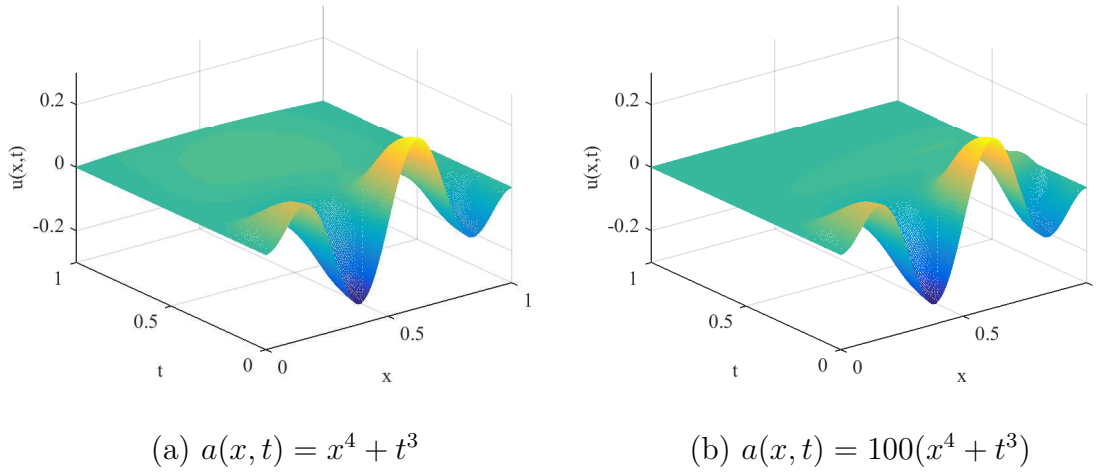 0.2
0
-0.2
u(x,t)
1
0.5
0
t
0
0.5
1
x
(a) a(x, t) = x⁴ + t³
0.2
0
-0.2
u(x,t)
1
0.5
0
t
0
0.5
x
(b) a(x, t) = 100(x⁴ + t³)